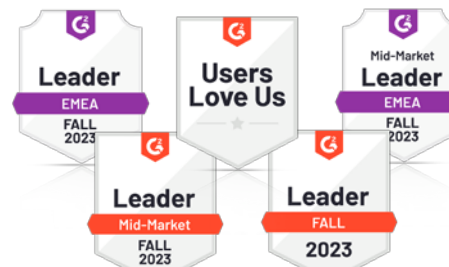 Leader
EMEA
FALL
2023
Users
Love Us
Mid-Market
Leader
EMEA
FALL
2023
Leader
Mid-Market
FALL
2023
Leader
FALL
2023